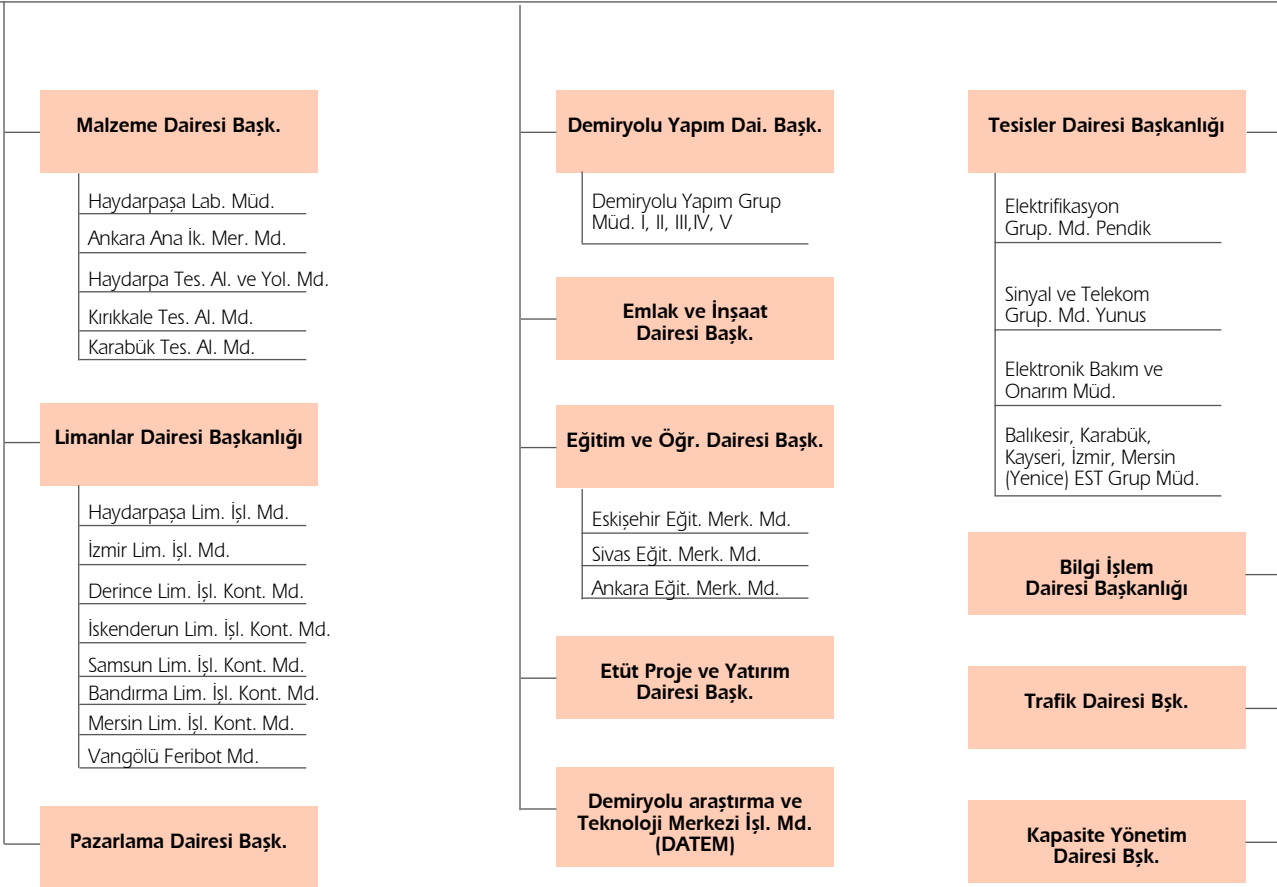 Malzeme Dairesi Başk.
Haydarpaşa Lab. Müd.
Ankara Ana İk. Mer. Md.
Haydarpa Tes. Al. ve Yol. Md.
Kırıkkale Tes. Al. Md.
Karabük Tes. Al. Md.
Limanlar Dairesi Başkanlığı
Haydarpaşa Lim. İşl. Md.
İzmir Lim. İşl. Md.
Derince Lim. İşl. Kont. Md.
İskenderun Lim. İşl. Kont. Md.
Samsun Lim. İşl. Kont. Md.
Bandırma Lim. İşl. Kont. Md.
Mersin Lim. İşl. Kont. Md.
Vangölü Feribot Md.
Pazarlama Dairesi Başk.
Demiryolu Yapım Dai. Başk.
Demiryolu Yapım Grup
Müd. I, II, III,IV, V
Emlak ve İnşaat
Dairesi Başk.
Eğitim ve Öğr. Dairesi Başk.
Eskişehir Eğit. Merk. Md.
Sivas Eğit. Merk. Md.
Ankara Eğit. Merk. Md.
Etüt Proje ve Yatırım
Dairesi Başk.
Demiryolu araştırma ve
Teknoloji Merkezi İşl. Md.
(DATEM)
Tesisler Dairesi Başkanlığı
Elektrifikasyon
Grup. Md. Pendik
Sinyal ve Telekom
Grup. Md. Yunus
Elektronik Bakım ve
Onarım Müd.
Balıkesir, Karabük,
Kayseri, İzmir, Mersin
(Yenice) EST Grup Müd.
Bilgi İşlem
Dairesi Başkanlığı
Trafik Dairesi Bşk.
Kapasite Yönetim
Dairesi Bşk.